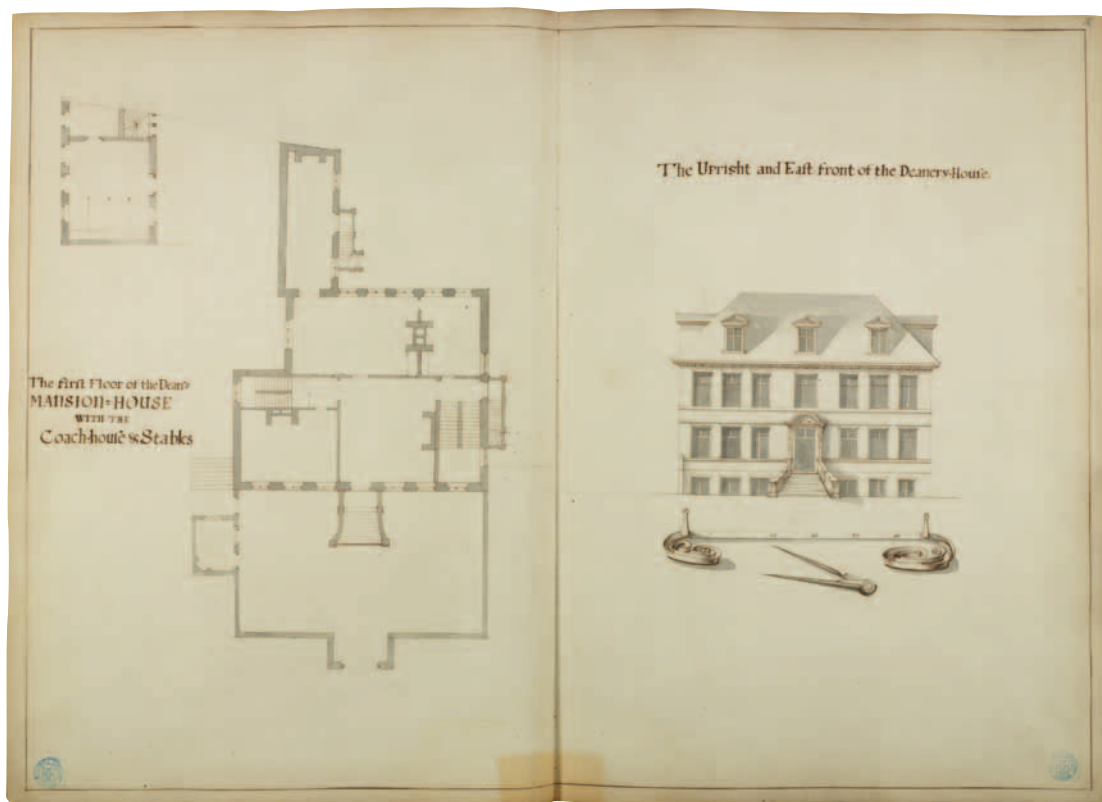 The first Floor of the Dean's
MANSION=HOUSE
WITH THE
Coach-house & Stables
The Upright and East front of the Deanery-House.